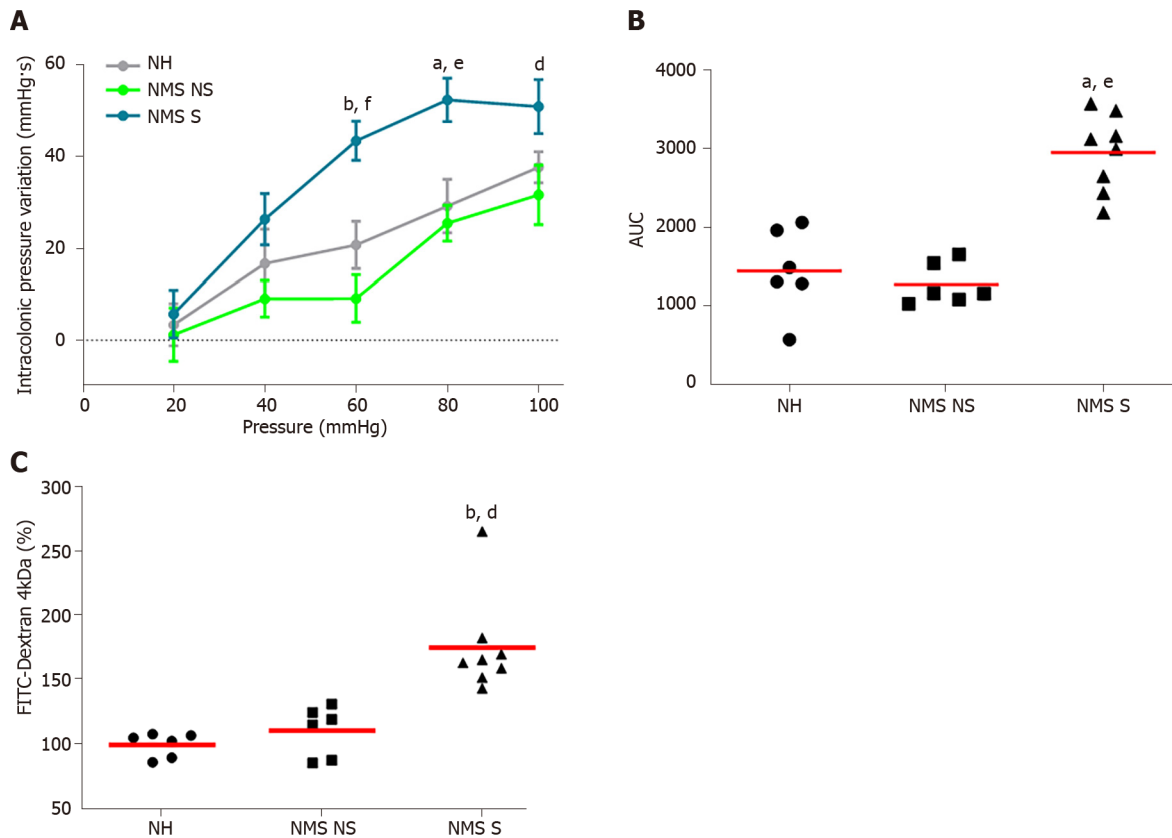 A
Intracolonic pressure variation (mmHg·s)
60
40
20
0
NH
NMS NS
NMS S
b, f
a, e
d
0
20
40
60
80
100
Pressure (mmHg)
B
AUC
4000
3000
2000
1000
0
a, e
NH
NMS NS
NMS S
C
FITC-Dextran 4kDa (%)
300
250
200
150
100
50
b, d
NH
NMS NS
NMS S